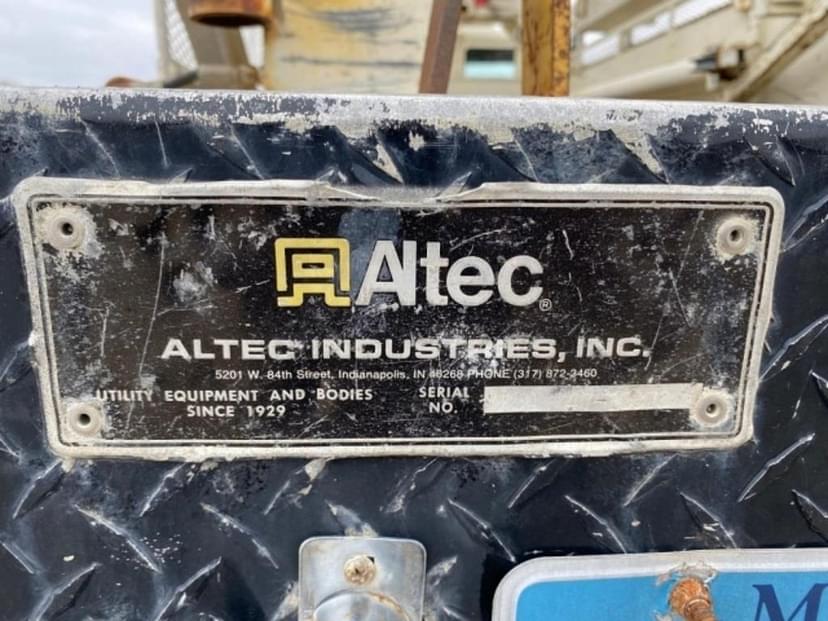 Altec®
ALTEC INDUSTRIES, INC.
5201 W. 84th Street, Indianapolis, IN 46268 PHONE (317) 872-3460
UTILITY EQUIPMENT AND BODIES
SINCE 1929
SERIAL
NO.
M